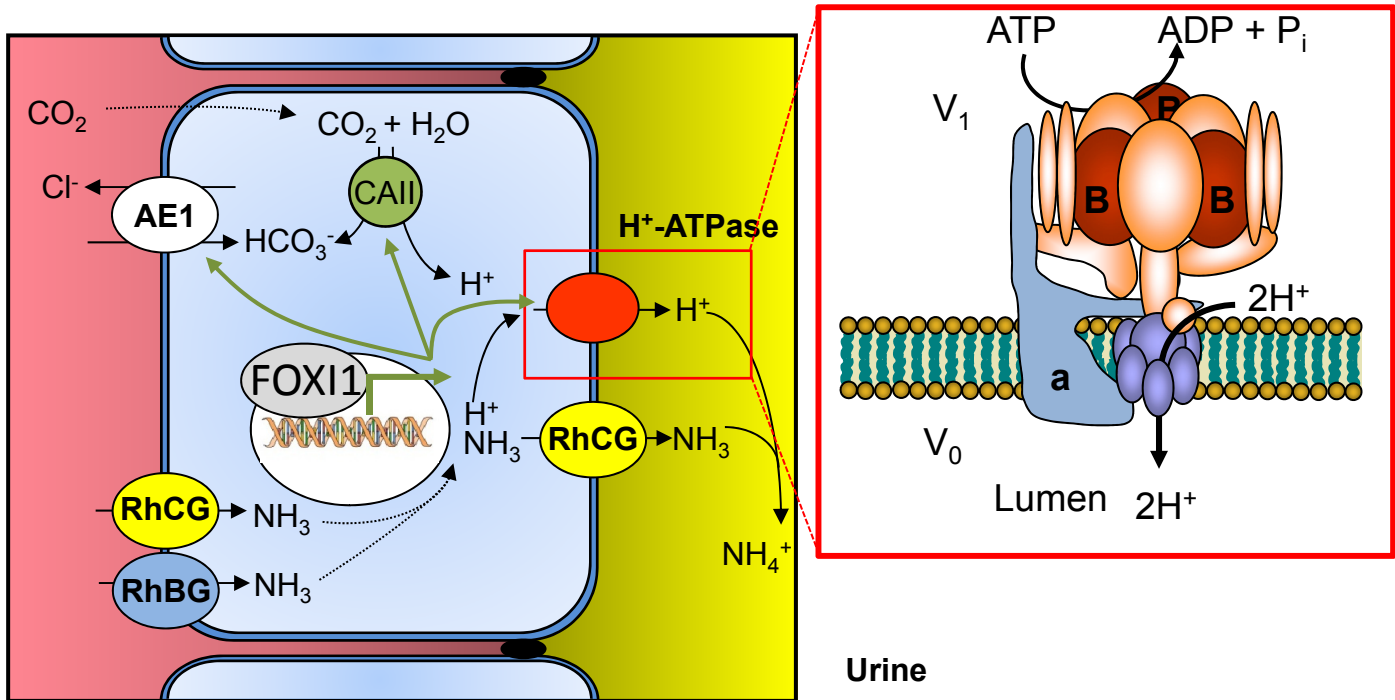 CO₂
CO₂ + H₂O
Cl⁻
CAII
AE1
HCO₃⁻
H⁺
H⁺-ATPase
H⁺
FOXI1
H⁺
NH₃
RhCG
NH₃
RhCG
NH₃
RhBG
NH₃
NH₄⁺
ATP
ADP + Pᵢ
V₁
B
B
B
a
2H⁺
V₀
Lumen
2H⁺
Urine